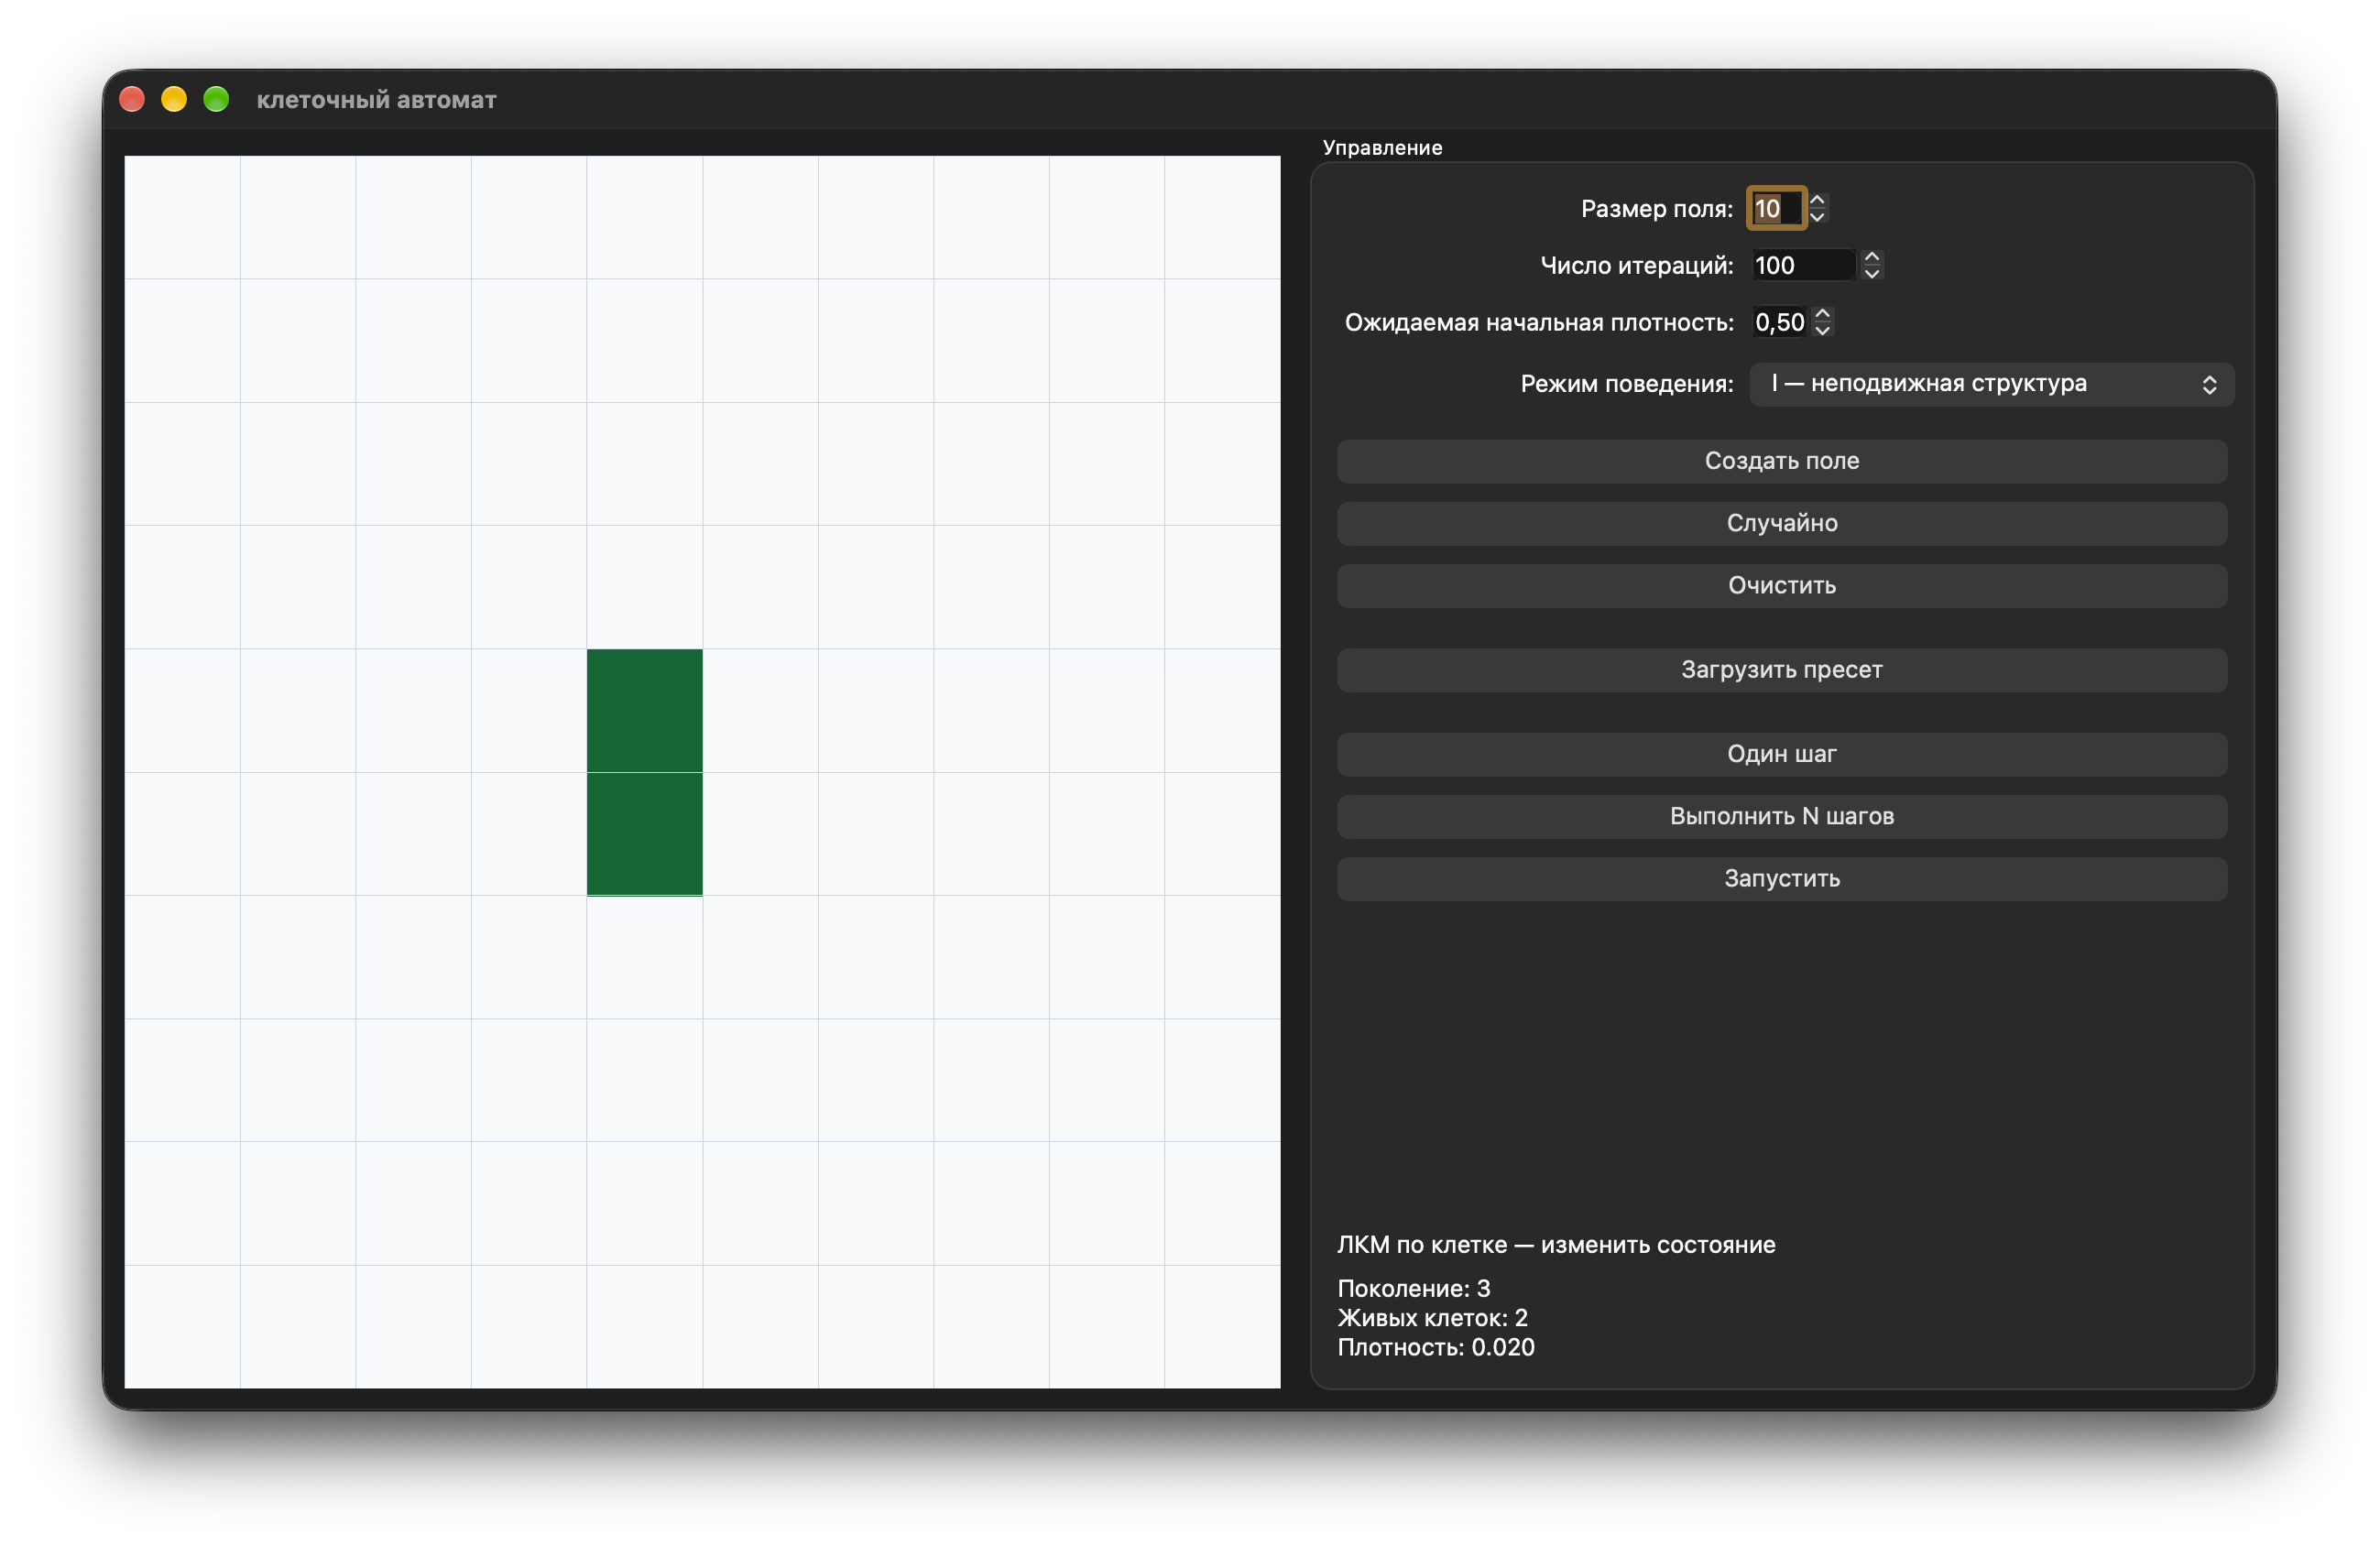 клеточный автомат
Управление
Размер поля: 10
Число итераций: 100
Ожидаемая начальная плотность: 0,50
Режим поведения: I — неподвижная структура
Создать поле
Случайно
Очистить
Загрузить пресет
Один шаг
Выполнить N шагов
Запустить
ЛКМ по клетке — изменить состояние
Поколение: 3
Живых клеток: 2
Плотность: 0.020